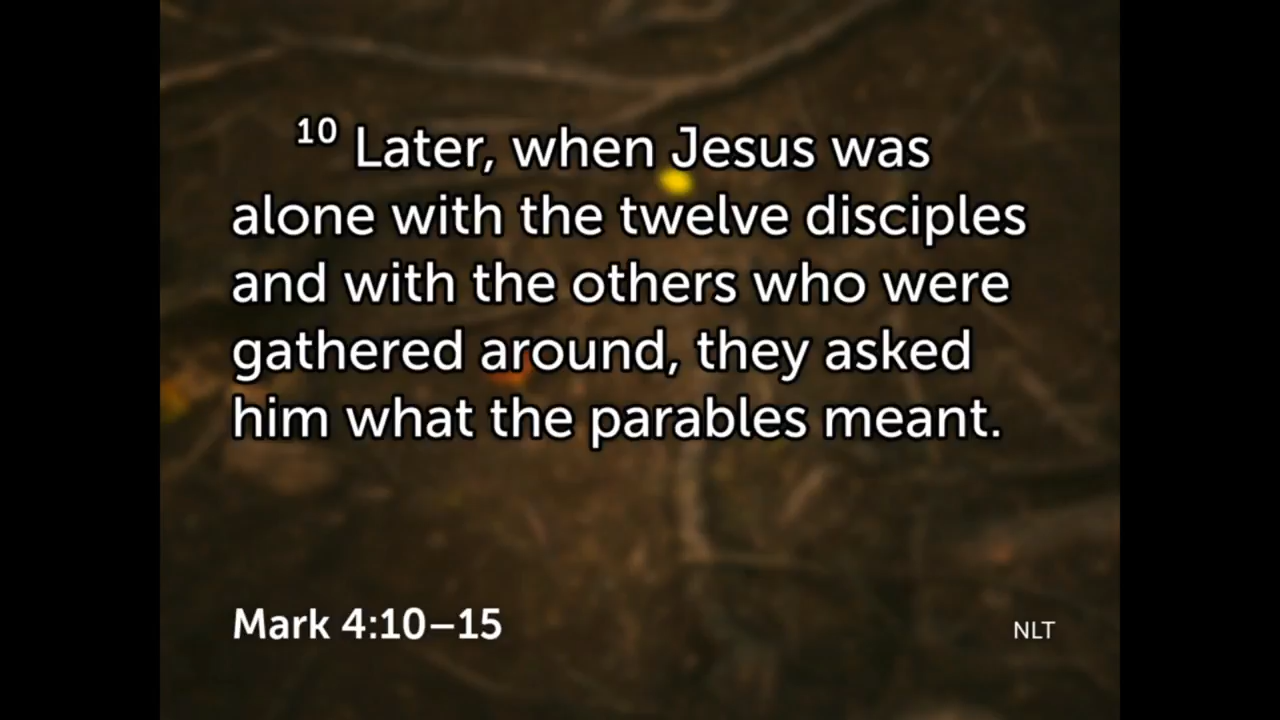 10 Later, when Jesus was
alone with the twelve disciples
and with the others who were
gathered around, they asked
him what the parables meant.
Mark 4:10–15
NLT